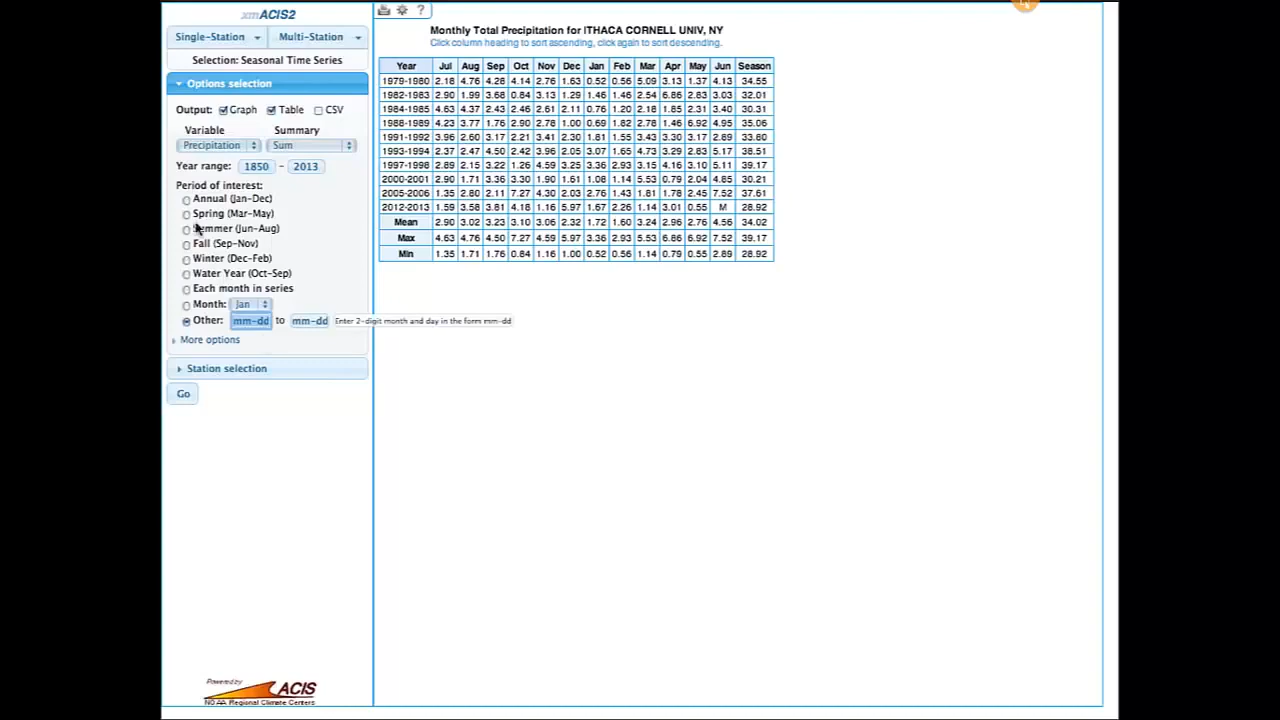 xmACIS2
Single-Station Multi-Station
Selection: Seasonal Time Series
Options selection
Output: Graph Table CSV
Variable Summary
Precipitation Sum
Year range: 1850 - 2013
Period of interest:
Annual (Jan-Dec)
Spring (Mar-May)
Summer (Jun-Aug)
Fall (Sep-Nov)
Winter (Dec-Feb)
Water Year (Oct-Sep)
Each month in series
Month: Jan
Other: mm-dd to mm-dd Enter 2-digit month and day in the form mm-dd
More options
Station selection
Go
Powered by
ACIS
NOAA Regional Climate Centers
?
Monthly Total Precipitation for ITHACA CORNELL UNIV, NY
Click column heading to sort ascending, click again to sort descending.
Year Jul Aug Sep Oct Nov Dec Jan Feb Mar Apr May Jun Season
1979-1980 2.18 4.76 4.28 4.14 2.76 1.63 0.52 0.56 5.09 3.13 1.37 4.13 34.55
1982-1983 2.90 1.99 3.68 0.84 3.13 1.29 1.46 1.46 2.54 6.86 2.83 3.03 32.01
1984-1985 4.63 4.37 2.43 2.46 2.61 2.11 0.76 1.20 2.18 1.85 2.31 3.40 30.31
1988-1989 4.23 3.77 1.76 2.90 2.78 1.00 0.69 1.82 2.78 1.46 6.92 4.95 35.06
1991-1992 3.96 2.60 3.17 2.21 3.41 2.30 1.81 1.55 3.43 3.30 3.17 2.89 33.80
1993-1994 2.37 2.47 4.50 2.42 3.96 2.05 3.07 1.65 4.73 3.29 2.83 5.17 38.51
1997-1998 2.89 2.15 3.22 1.26 4.59 3.25 3.36 2.93 3.15 4.16 3.10 5.11 39.17
2000-2001 2.90 1.71 3.36 3.30 1.90 1.61 1.08 1.14 5.53 0.79 2.04 4.85 30.21
2005-2006 1.35 2.80 2.11 7.27 4.30 2.03 2.76 1.43 1.81 1.78 2.45 7.52 37.61
2012-2013 1.59 3.58 3.81 4.18 1.16 5.97 1.67 2.26 1.14 3.01 0.55 M 28.92
Mean 2.90 3.02 3.23 3.10 3.06 2.32 1.72 1.60 3.24 2.96 2.76 4.56 34.02
Max 4.63 4.76 4.50 7.27 4.59 5.97 3.36 2.93 5.53 6.86 6.92 7.52 39.17
Min 1.35 1.71 1.76 0.84 1.16 1.00 0.52 0.56 1.14 0.79 0.55 2.89 28.92